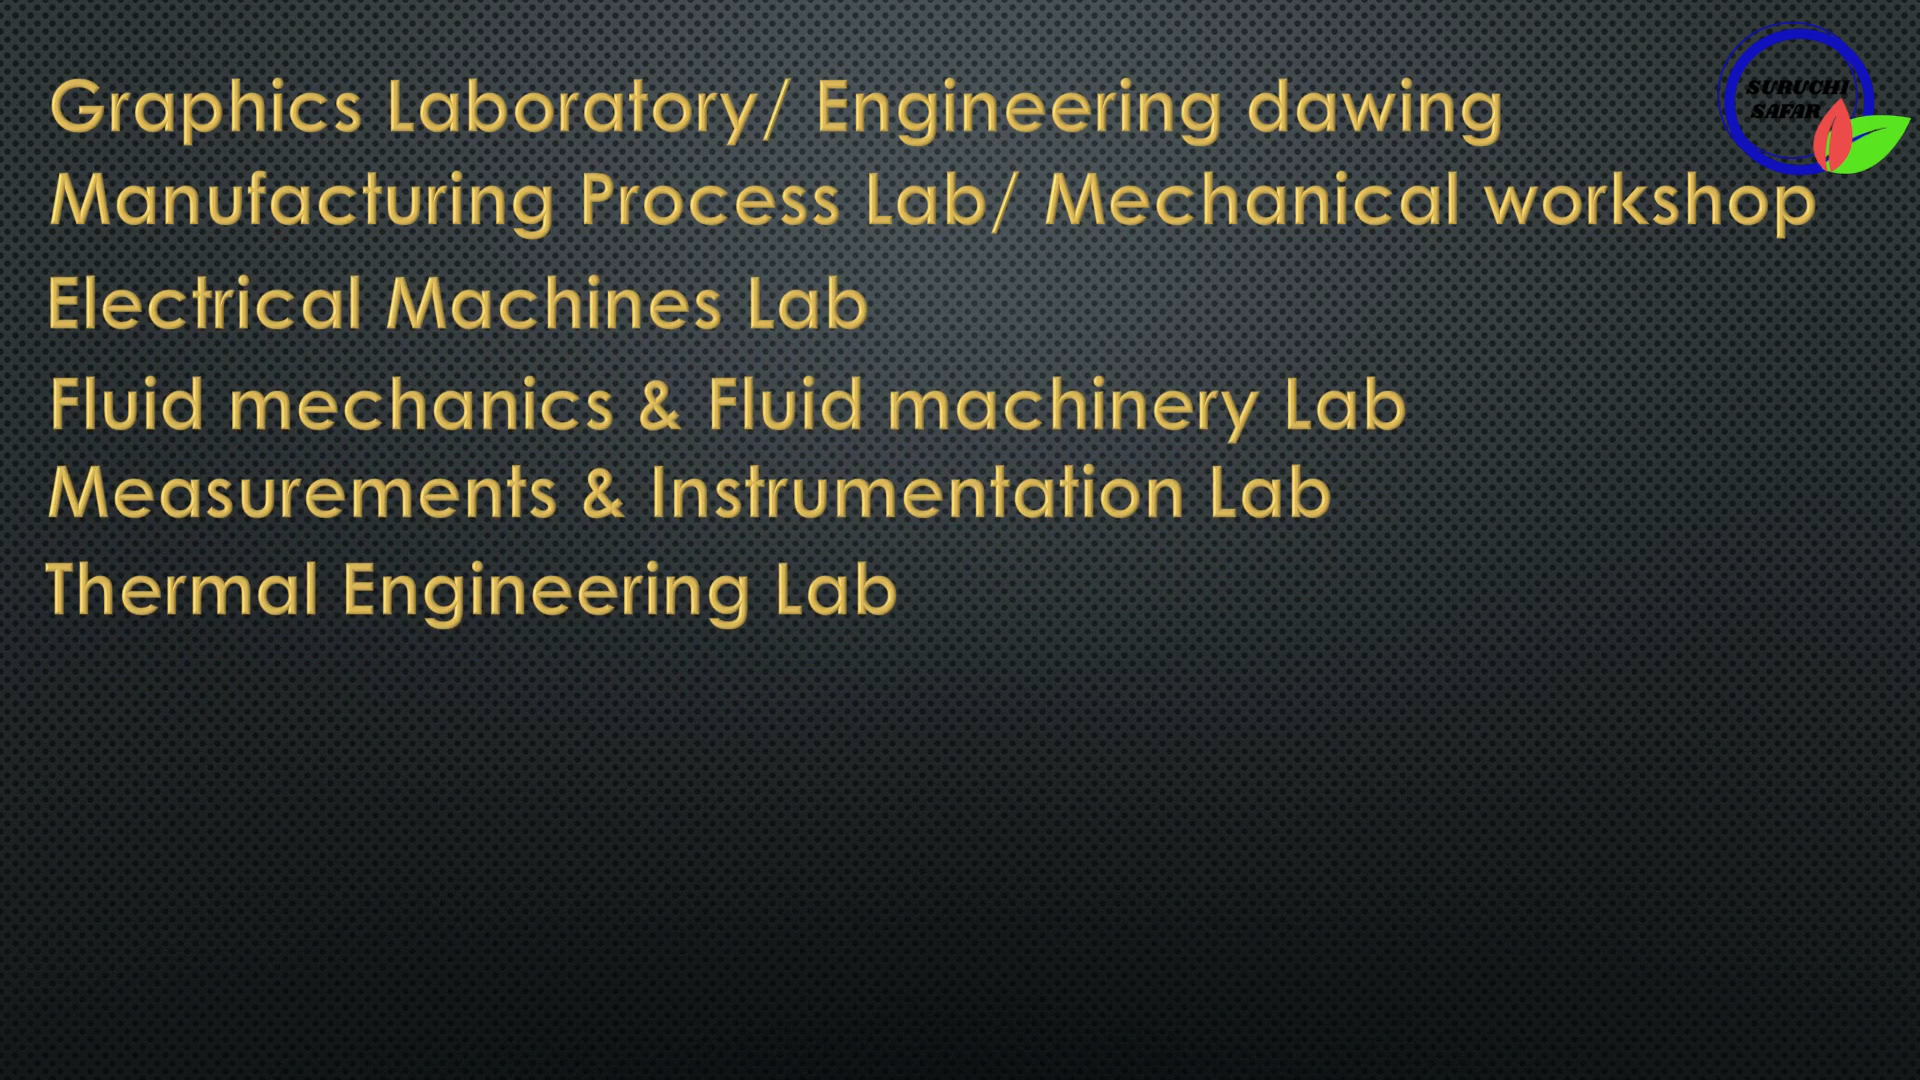 Graphics Laboratory/ Engineering dawing
SURUCHI
SAFAR
Manufacturing Process Lab/ Mechanical workshop
Electrical Machines Lab
Fluid mechanics & Fluid machinery Lab
Measurements & Instrumentation Lab
Thermal Engineering Lab